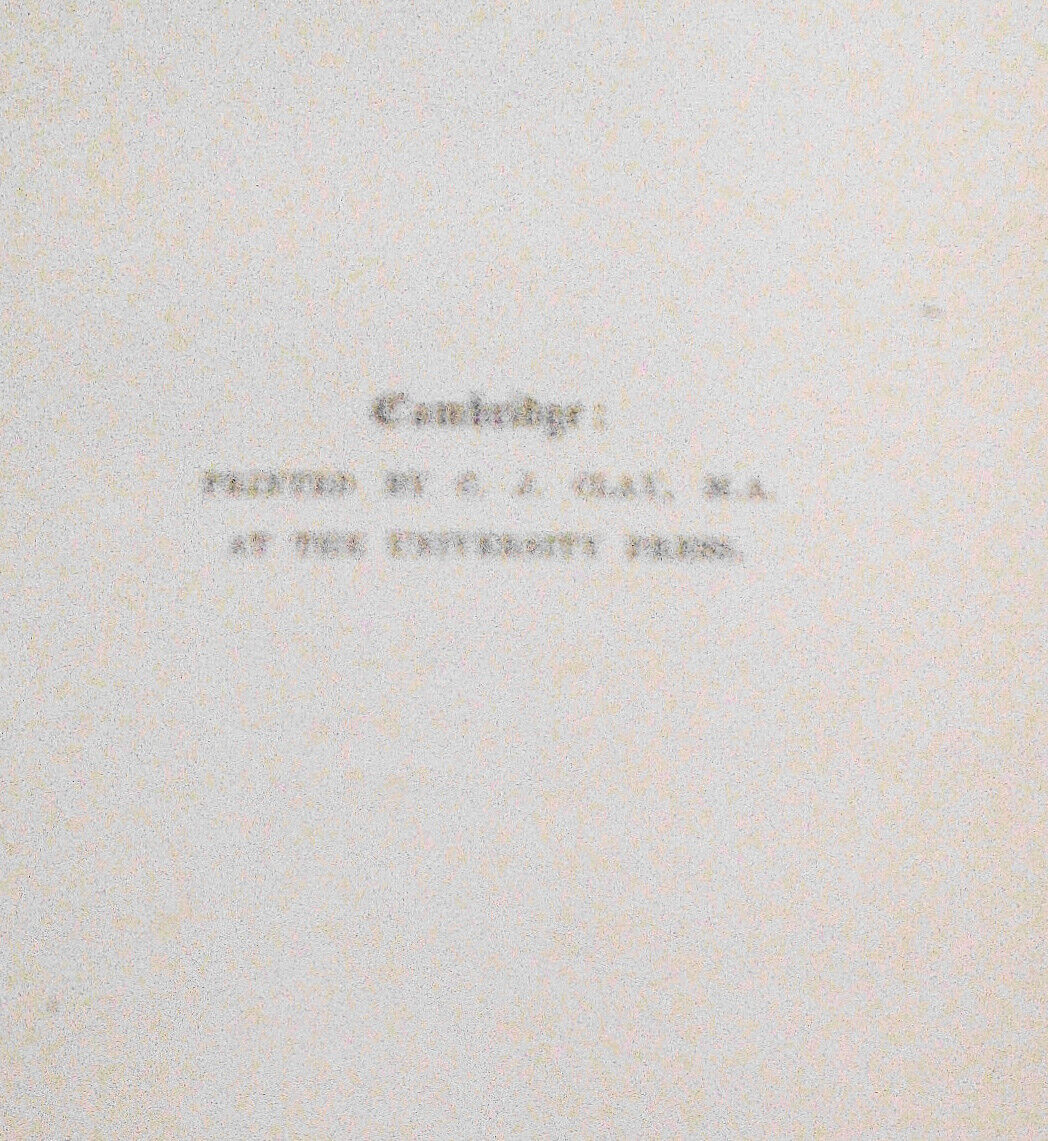 Cambridge:
PRINTED BY C. J. CLAY, M.A.
AT THE UNIVERSITY PRESS.